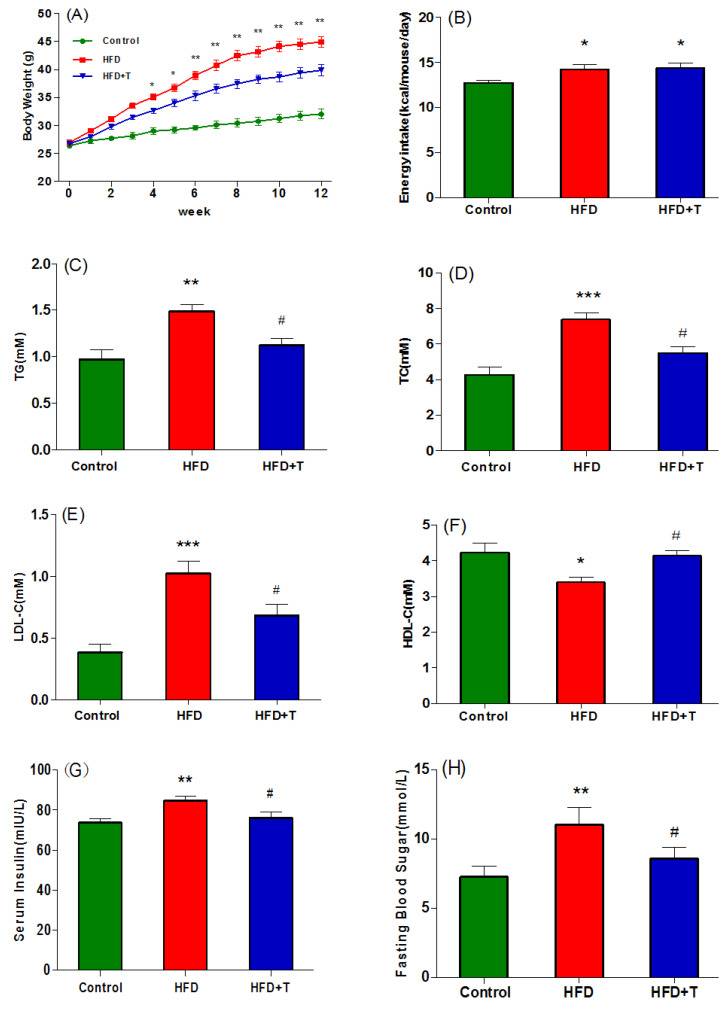 (A)
Control
HFD
HFD+T
Body Weight (g)
50
45
40
35
30
25
20
* * ** ** ** ** ** ** **
0 2 4 6 8 10 12
week
(B)
Energy intake(kcal/mouse/day)
20
15
10
5
0
* *
Control HFD HFD+T
(C)
TG(mM)
2.0
1.5
1.0
0.5
0.0
** #
Control HFD HFD+T
(D)
TC(mM)
10
8
6
4
2
0
*** #
Control HFD HFD+T
(E)
LDL-C(mM)
1.5
1.0
0.5
0.0
*** #
Control HFD HFD+T
(F)
HDL-C(mM)
5
4
3
2
1
0
* #
Control HFD HFD+T
(G)
Serum Insulin(mIU/L)
100
80
60
40
20
0
** #
Control HFD HFD+T
(H)
Fasting Blood Sugar(mmol/L)
15
10
5
0
** #
Control HFD HFD+T